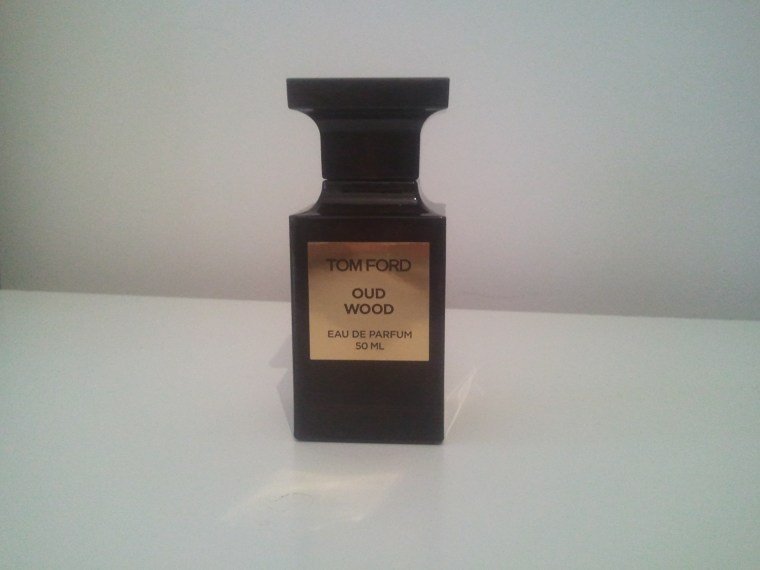 TOM FORD
OUD
WOOD
EAU DE PARFUM
50 ML